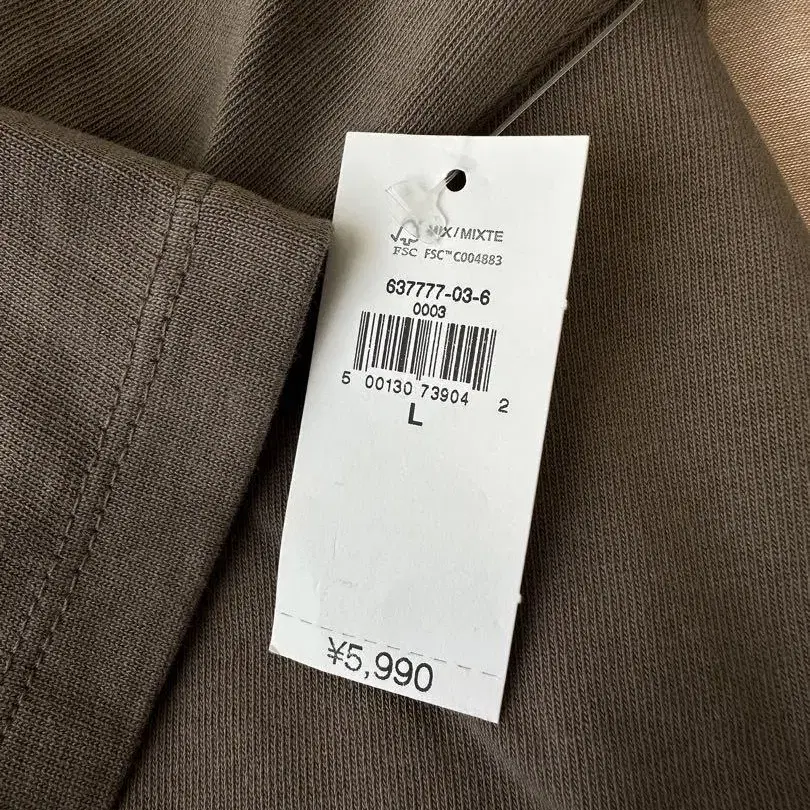 MIX/MIXTE
FSC FSC™ C004883
637777-03-6
0003
5 00130 73904 2
L
¥5,990